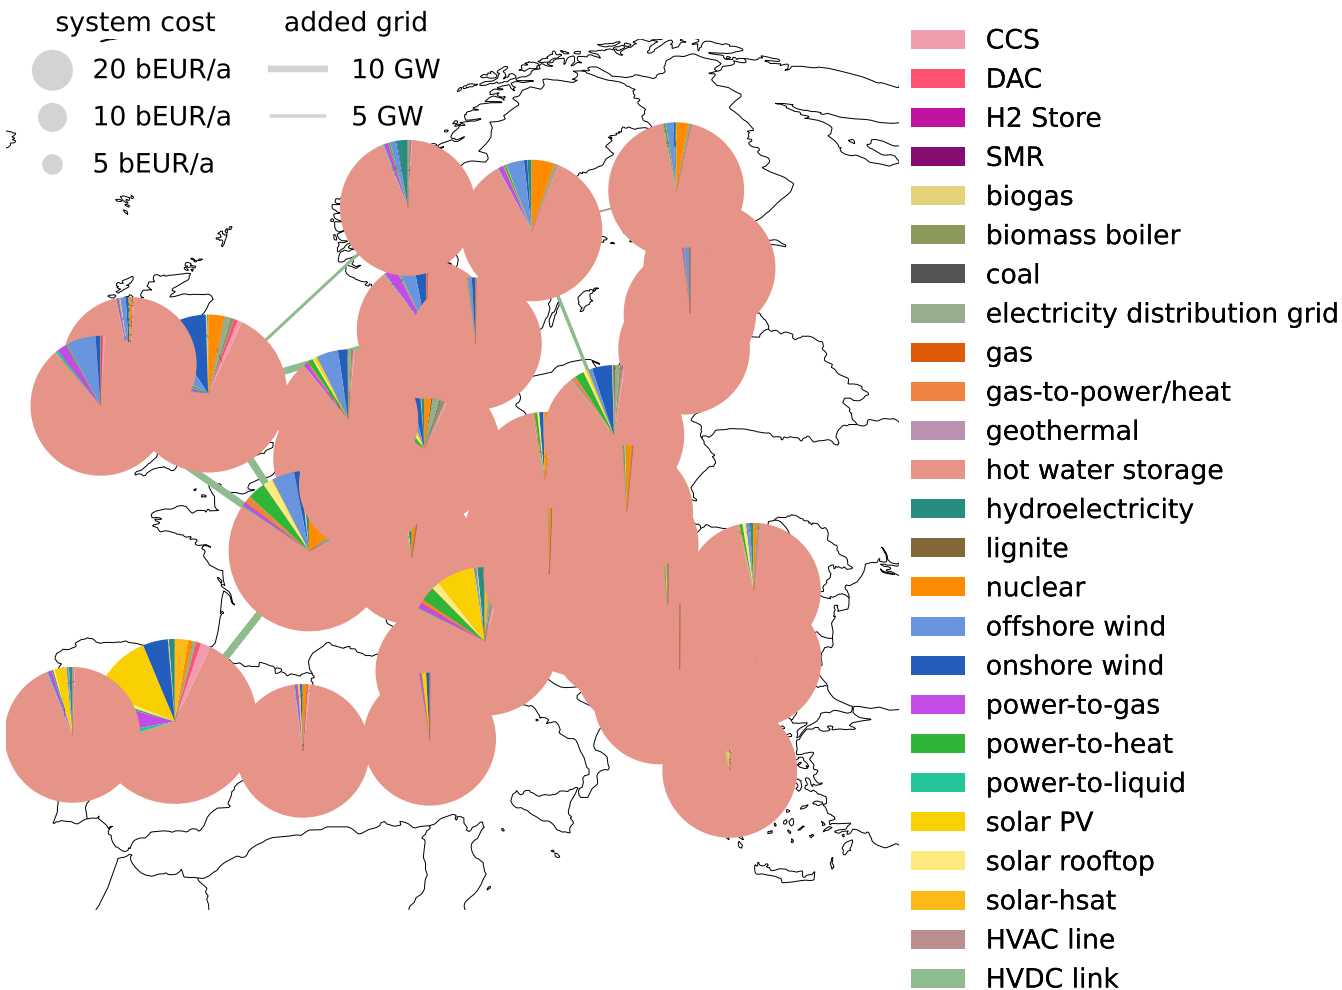 system cost
20 bEUR/a
10 bEUR/a
5 bEUR/a
added grid
10 GW
5 GW
CCS
DAC
H2 Store
SMR
biogas
biomass boiler
coal
electricity distribution grid
gas
gas-to-power/heat
geothermal
hot water storage
hydroelectricity
lignite
nuclear
offshore wind
onshore wind
power-to-gas
power-to-heat
power-to-liquid
solar PV
solar rooftop
solar-hsat
HVAC line
HVDC link